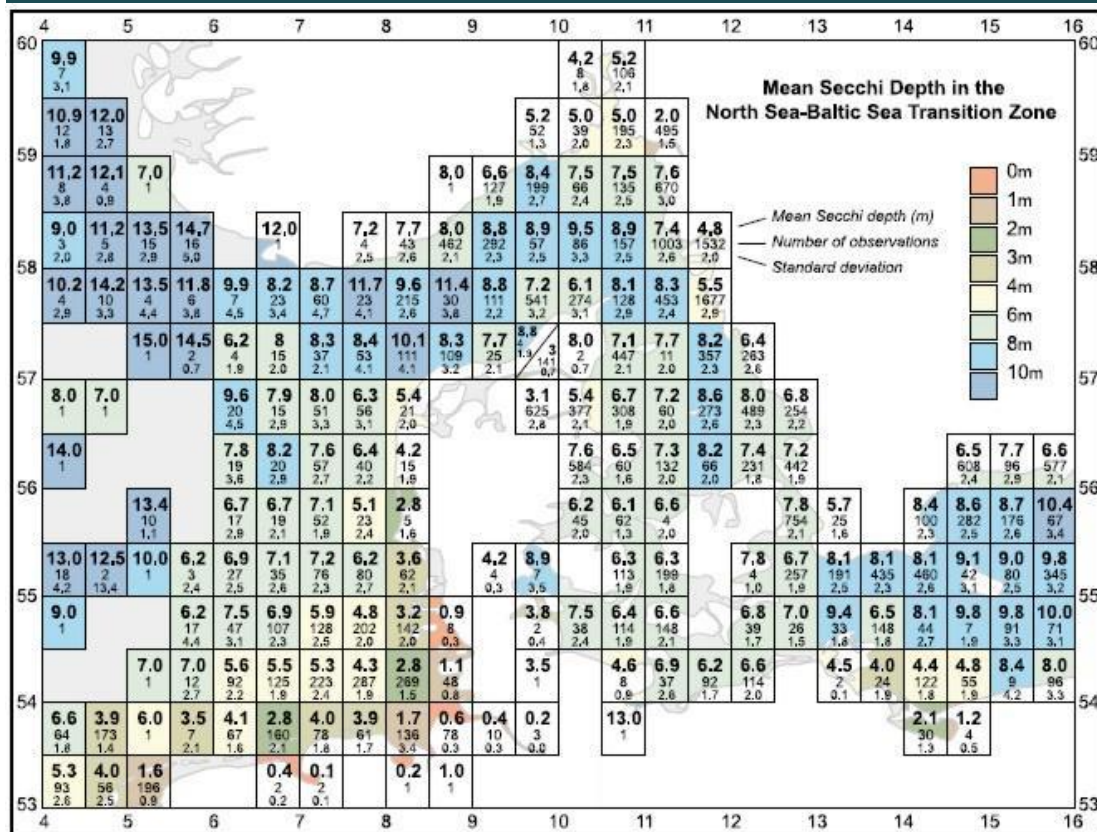 4 5 6 7 8 9 10 11 12 13 14 15 16
60 60
9,9 4,2 5,2
7 8 106
3,1 1,8 2,1
Mean Secchi Depth in the
North Sea-Baltic Sea Transition Zone
10.9 12.0 5.2 5.0 5.0 2.0
12 13 52 39 195 495
1.8 2.7 1.3 2.0 2.3 1.5
59 59
11,2 12,1 7,0 8,0 6,6 8,4 7,5 7,5 7,6
8 4 1 1 127 199 66 135 670
3,8 0,9 1,9 2,7 2,4 2,5 3,0
0m
1m
2m
3m
4m
6m
8m
10m
Mean Secchi depth (m)
Number of observations
Standard deviation
9,0 11,2 13,5 14,7 12,0 7,2 7,7 8,0 8,8 8,9 9,5 8,9 7,4 4,8
3 5 15 16 1 4 43 462 292 57 86 157 1003 1532
2,0 2,8 2,9 5,0 2,5 2,6 2,1 2,3 2,5 3,3 2,5 2,6 2,0
58 58
10.2 14.2 13.5 11.8 9.9 8.2 8.7 11.7 9.6 11.4 8.8 7.2 6.1 8.1 8.3 5.5
4 10 4 6 7 23 60 23 215 30 111 541 274 128 453 1677
2,9 3,3 4,4 3,8 4,5 3,4 4,7 4,1 2,6 3,8 2,2 3,2 3,1 2,9 2,4 2,9
15.0 14.5 6.2 8 8.3 8.4 10.1 8.3 7.7 8,8 3 8.0 7.1 7.7 8.2 6.4
1 2 4 15 37 53 111 109 25 4 141 2 447 11 357 263
0.7 1.9 2.0 2.1 4.1 4.1 3.2 2.1 1.3 0,7 0.7 2.1 2.0 2.3 2.6
57 57
8.0 7.0 9.6 7.9 8.0 6.3 5.4 3.1 5.4 6.7 7.2 8.6 8.0 6.8
1 1 20 15 51 56 21 625 377 308 60 273 489 254
4,5 2,9 3,3 3,1 2,0 2,8 2,1 1,9 2,0 2,6 2,3 2,2
14.0 7.8 8.2 7.6 6.4 4.2 7.6 6.5 7.3 8.2 7.4 7.2 6.5 7.7 6.6
1 19 20 57 40 15 584 60 132 66 231 442 608 96 577
3,6 2,9 2,7 2,2 1,9 2,3 1,6 2,0 2,0 1,8 1,9 2,4 2,9 2,1
56 56
13.4 6.7 6.7 7.1 5.1 2.8 6.2 6.1 6.6 7.8 5.7 8.4 8.6 8.7 10.4
10 17 19 52 23 5 45 62 4 754 25 100 282 176 67
1,1 2,9 2,1 1,9 2,4 1,6 2,0 1,3 2,0 2,1 1,6 2,3 2,5 2,6 3,4
13.0 12.5 10.0 6.2 6.9 7.1 7.2 6.2 3.6 4.2 8.9 6.3 6.3 7,8 6.7 8.1 8.1 8.1 9.1 9.0 9.8
18 2 1 3 27 35 76 80 62 4 7 113 199 4 257 191 435 460 42 80 345
4,2 13,4 2,4 2,5 2,6 2,3 2,7 2,1 0,3 3,5 1,9 1,8 1,0 1,9 2,5 2,3 2,6 3,1 2,5 3,2
55 55
9.0 6.2 7.5 6.9 5.9 4.8 3.2 0.9 3.8 7.5 6.4 6.6 6.8 7.0 9.4 6.5 8.1 9.8 9.8 10.0
1 17 47 107 128 202 142 8 2 38 114 148 39 26 33 148 44 7 91 71
4,4 3,1 2,3 2,5 2,0 2,0 0,3 0,4 2,4 1,9 2,1 1,7 1,5 1,8 1,8 2,7 1,9 3,3 3,1
7.0 7.0 5.6 5.5 5.3 4.3 2.8 1.1 3.5 4.6 6.9 6.2 6.6 4.5 4.0 4.4 4.8 8.4 8.0
1 12 92 125 223 287 269 48 1 8 37 92 114 2 24 122 55 9 96
2,7 2,2 1,9 2,4 1,9 1.5 0.8 0,9 2,6 1,7 2,0 0,1 1,9 1,8 1,9 4,2 3,3
54 54
6.6 3.9 6.0 3.5 4.1 2.8 4.0 3.9 1.7 0.6 0.4 0.2 13.0 2.1 1.2
64 173 1 7 67 160 78 61 136 78 10 3 1 30 4
1,8 1,4 2,1 1,6 2,1 1,8 1,7 3,4 0,3 0,3 0,0 1,3 0,5
5.3 4.0 1.6 0.4 0.1 0.2 1.0
93 56 196 2 2 1 1
2.6 2.5 0.9 0.2 0.1
53 53
4 5 6 7 8 9 10 11 12 13 14 15 16